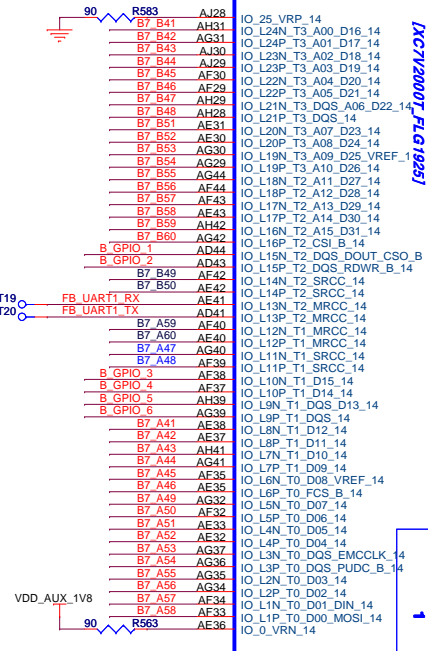 90 R583 AJ28 IO_25_VRP_14
B7_B41 AH31 IO_L24N_T3_A00_D16_14
B7_B42 AG31 IO_L24P_T3_A01_D17_14
B7_B43 AJ30 IO_L23N_T3_A02_D18_14
B7_B44 AJ29 IO_L23P_T3_A03_D19_14
B7_B45 AF30 IO_L22N_T3_A04_D20_14
B7_B46 AF29 IO_L22P_T3_A05_D21_14
B7_B47 AH29 IO_L21N_T3_DQS_A06_D22_14
B7_B48 AH28 IO_L21P_T3_DQS_14
B7_B51 AE31 IO_L20N_T3_A07_D23_14
B7_B52 AE30 IO_L20P_T3_A08_D24_14
B7_B53 AG30 IO_L19N_T3_A09_D25_VREF_1
B7_B54 AG29 IO_L19P_T3_A10_D26_14
B7_B55 AG44 IO_L18N_T2_A11_D27_14
B7_B56 AF44 IO_L18P_T2_A12_D28_14
B7_B57 AF43 IO_L17N_T2_A13_D29_14
B7_B58 AE43 IO_L17P_T2_A14_D30_14
B7_B59 AH42 IO_L16N_T2_A15_D31_14
B7_B60 AG42 IO_L16P_T2_CSI_B_14
B_GPIO_1 AD44 IO_L15N_T2_DQS_DOUT_CSO_B
B_GPIO_2 AD43 IO_L15P_T2_DQS_RDWR_B_14
B7_B49 AF42 IO_L14N_T2_SRCC_14
B7_B50 AE42 IO_L14P_T2_SRCC_14
T19 FB_UART1_RX AE41 IO_L13N_T2_MRCC_14
T20 FB_UART1_TX AD41 IO_L13P_T2_MRCC_14
B7_A59 AF40 IO_L12N_T1_MRCC_14
B7_A60 AE40 IO_L12P_T1_MRCC_14
B7_A47 AG40 IO_L11N_T1_SRCC_14
B7_A48 AF39 IO_L11P_T1_SRCC_14
B_GPIO_3 AF38 IO_L10N_T1_D15_14
B_GPIO_4 AF37 IO_L10P_T1_D14_14
B_GPIO_5 AH39 IO_L9N_T1_DQS_D13_14
B_GPIO_6 AG39 IO_L9P_T1_DQS_14
B7_A41 AE38 IO_L8N_T1_D12_14
B7_A42 AE37 IO_L8P_T1_D11_14
B7_A43 AH41 IO_L7N_T1_D10_14
B7_A44 AG41 IO_L7P_T1_D09_14
B7_A45 AF35 IO_L6N_T0_D08_VREF_14
B7_A46 AE35 IO_L6P_T0_FCS_B_14
B7_A49 AG32 IO_L5N_T0_D07_14
B7_A50 AF32 IO_L5P_T0_D06_14
B7_A51 AE33 IO_L4N_T0_D05_14
B7_A52 AE32 IO_L4P_T0_D04_14
B7_A53 AG37 IO_L3N_T0_DQS_EMCCLK_14
B7_A54 AG36 IO_L3P_T0_DQS_PUDC_B_14
B7_A55 AG35 IO_L2N_T0_D03_14
B7_A56 AG34 IO_L2P_T0_D02_14
VDD_AUX_1V8 B7_A57 AF34 IO_L1N_T0_D01_DIN_14
B7_A58 AF33 IO_L1P_T0_D00_MOSI_14
90 R563 AE36 IO_0_VRN_14
[XC7V2000T_FLG1925]
1